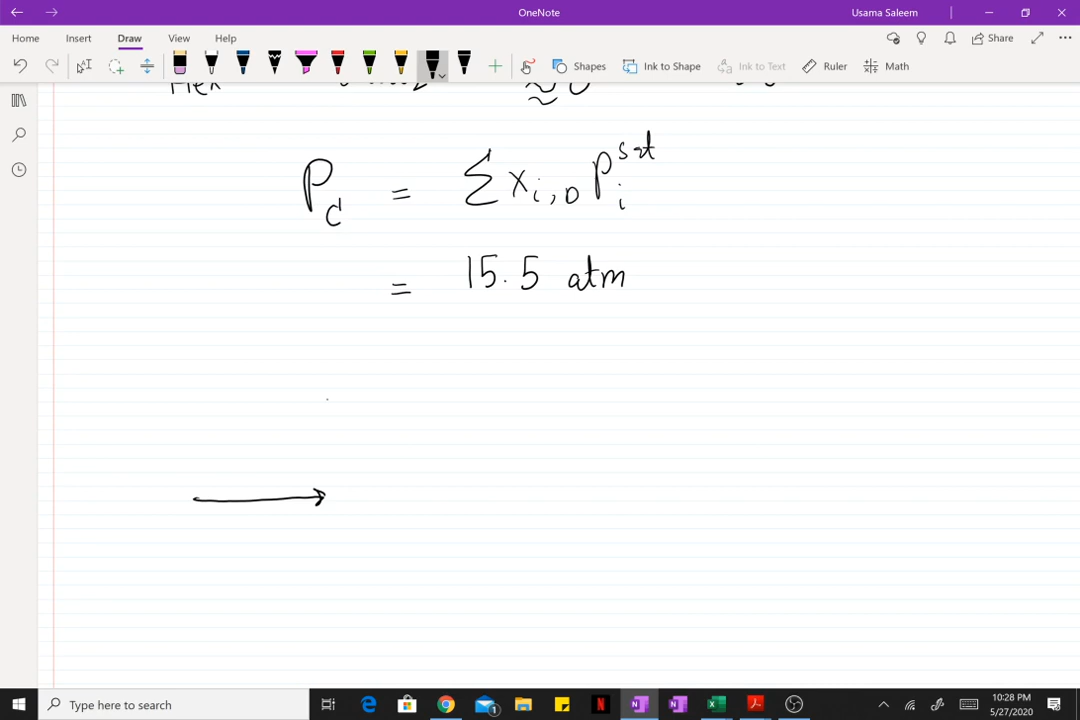 OneNote
Usama Saleem
Home Insert Draw View Help
Share
Shapes Ink to Shape Ink to Text Ruler Math
P_c = Σ x_i,D P_i^sat
= 15.5 atm
Type here to search
1
10:28 PM
5/27/2020